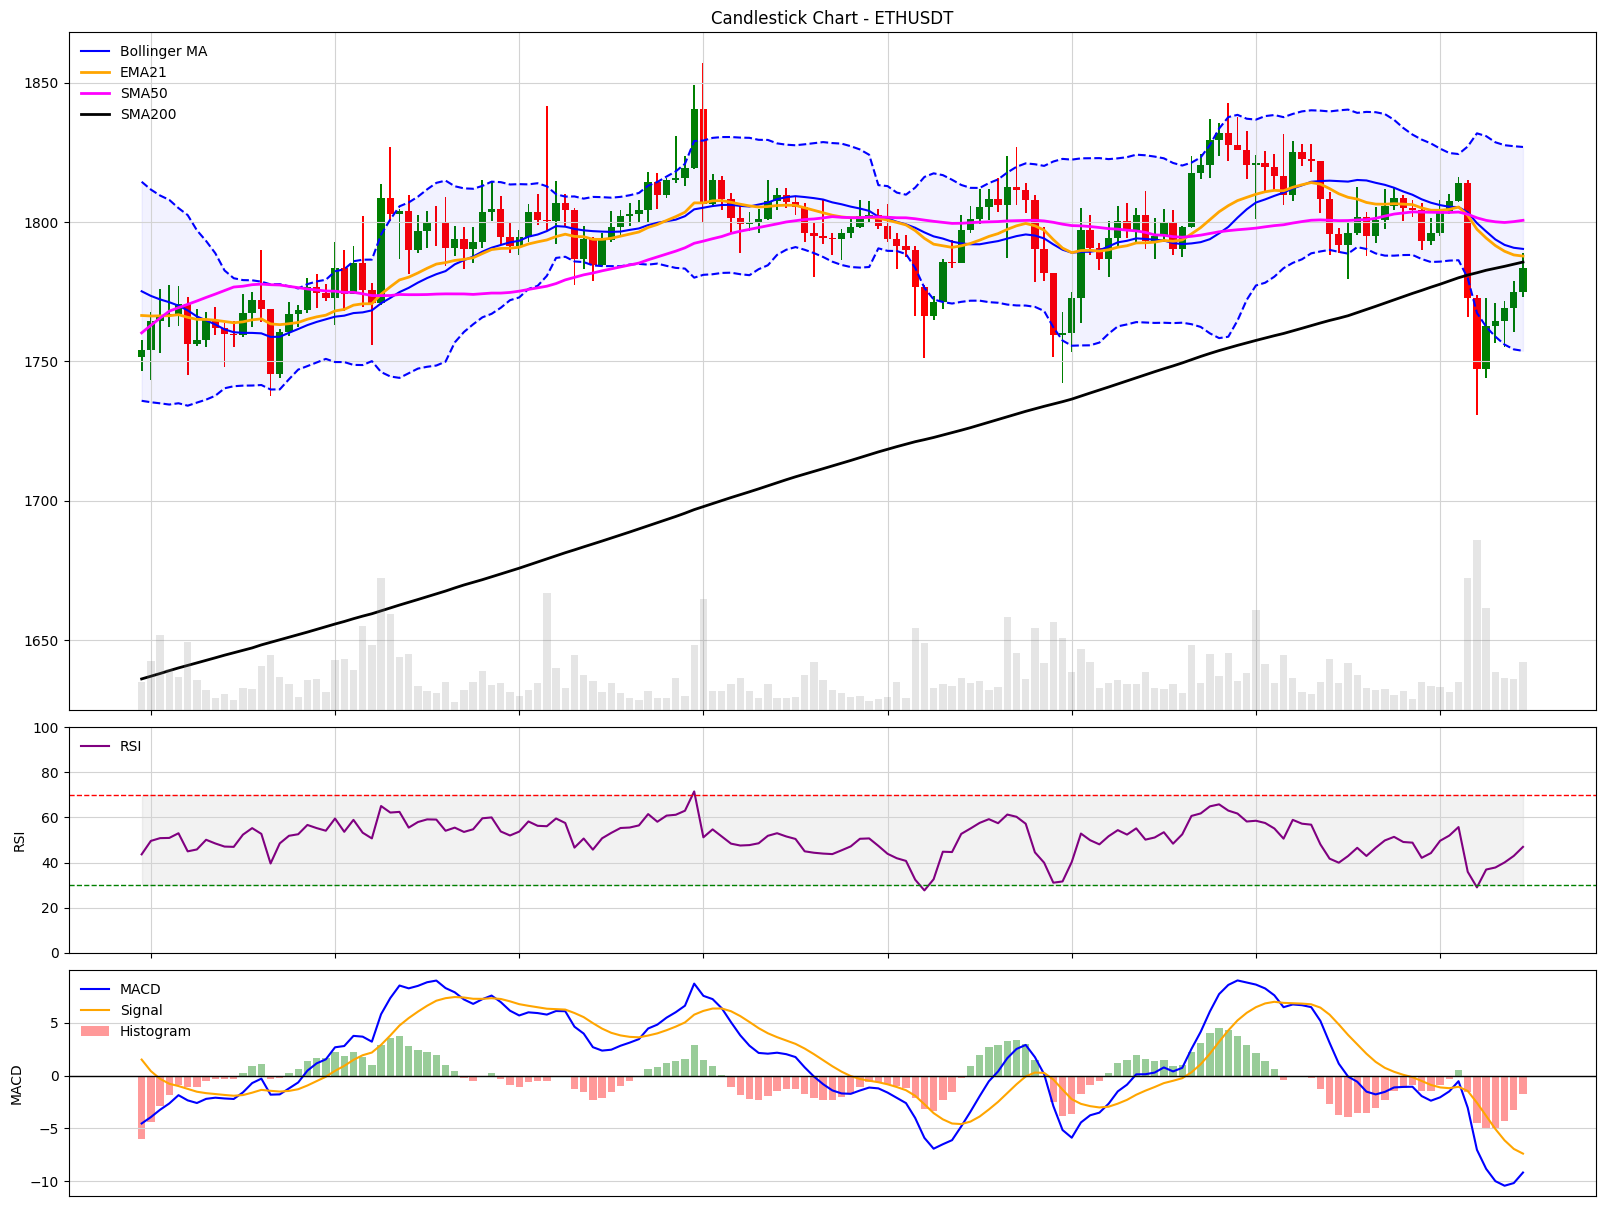 Candlestick Chart - ETHUSDT
Bollinger MA
EMA21
SMA50
SMA200
1850
1800
1750
1700
1650
RSI
100
80
60
40
20
0
RSI
MACD
Signal
Histogram
5
0
−5
−10
MACD